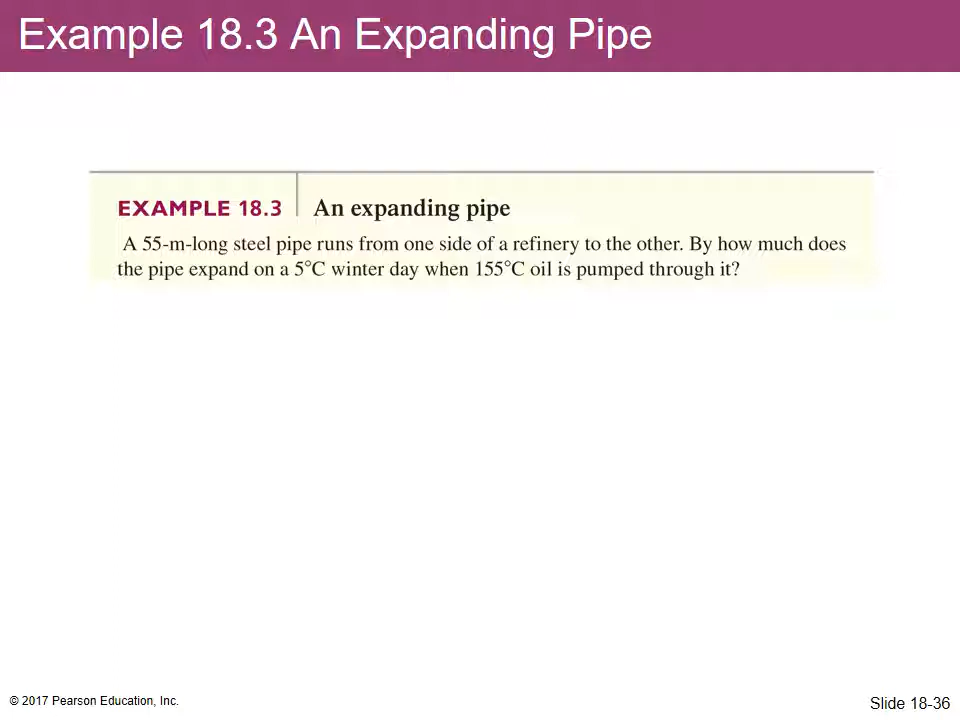 Example 18.3 An Expanding Pipe
EXAMPLE 18.3 An expanding pipe
A 55-m-long steel pipe runs from one side of a refinery to the other. By how much does
the pipe expand on a 5°C winter day when 155°C oil is pumped through it?
© 2017 Pearson Education, Inc.
Slide 18-36